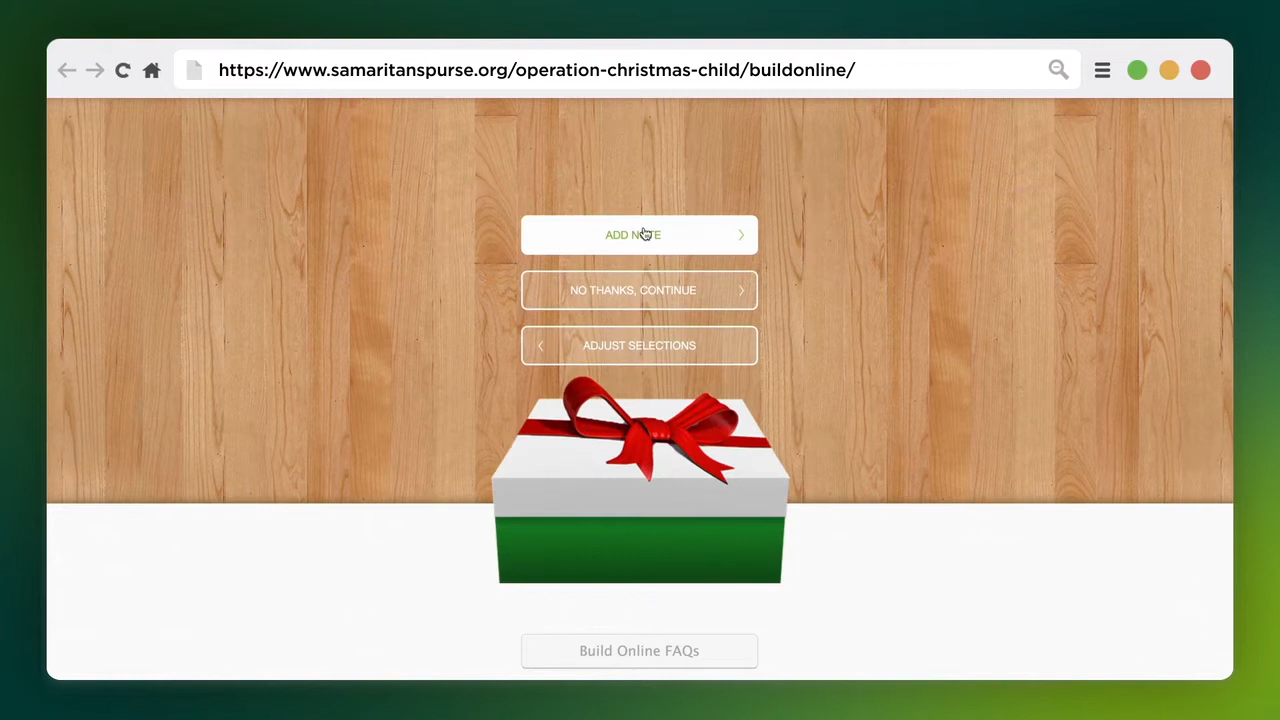 https://www.samaritanspurse.org/operation-christmas-child/buildonline/
ADD NOTE
NO THANKS, CONTINUE
ADJUST SELECTIONS
Build Online FAQs